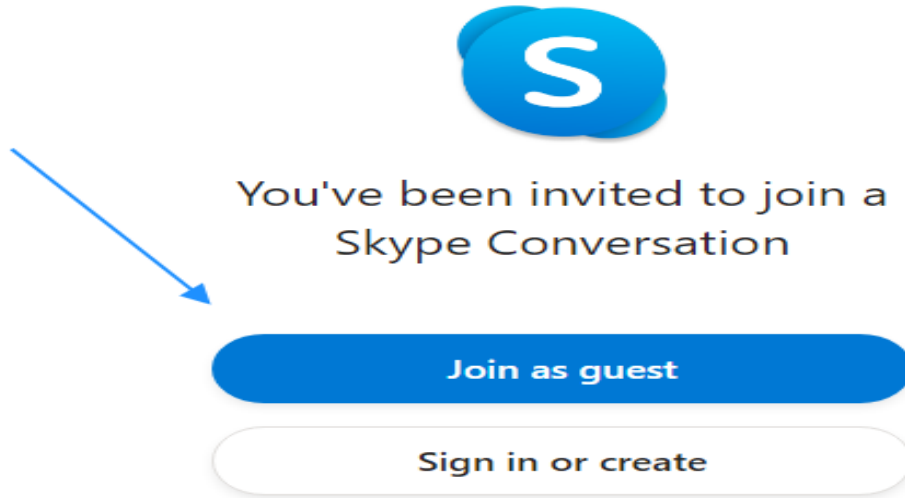 S
You've been invited to join a
Skype Conversation
Join as guest
Sign in or create